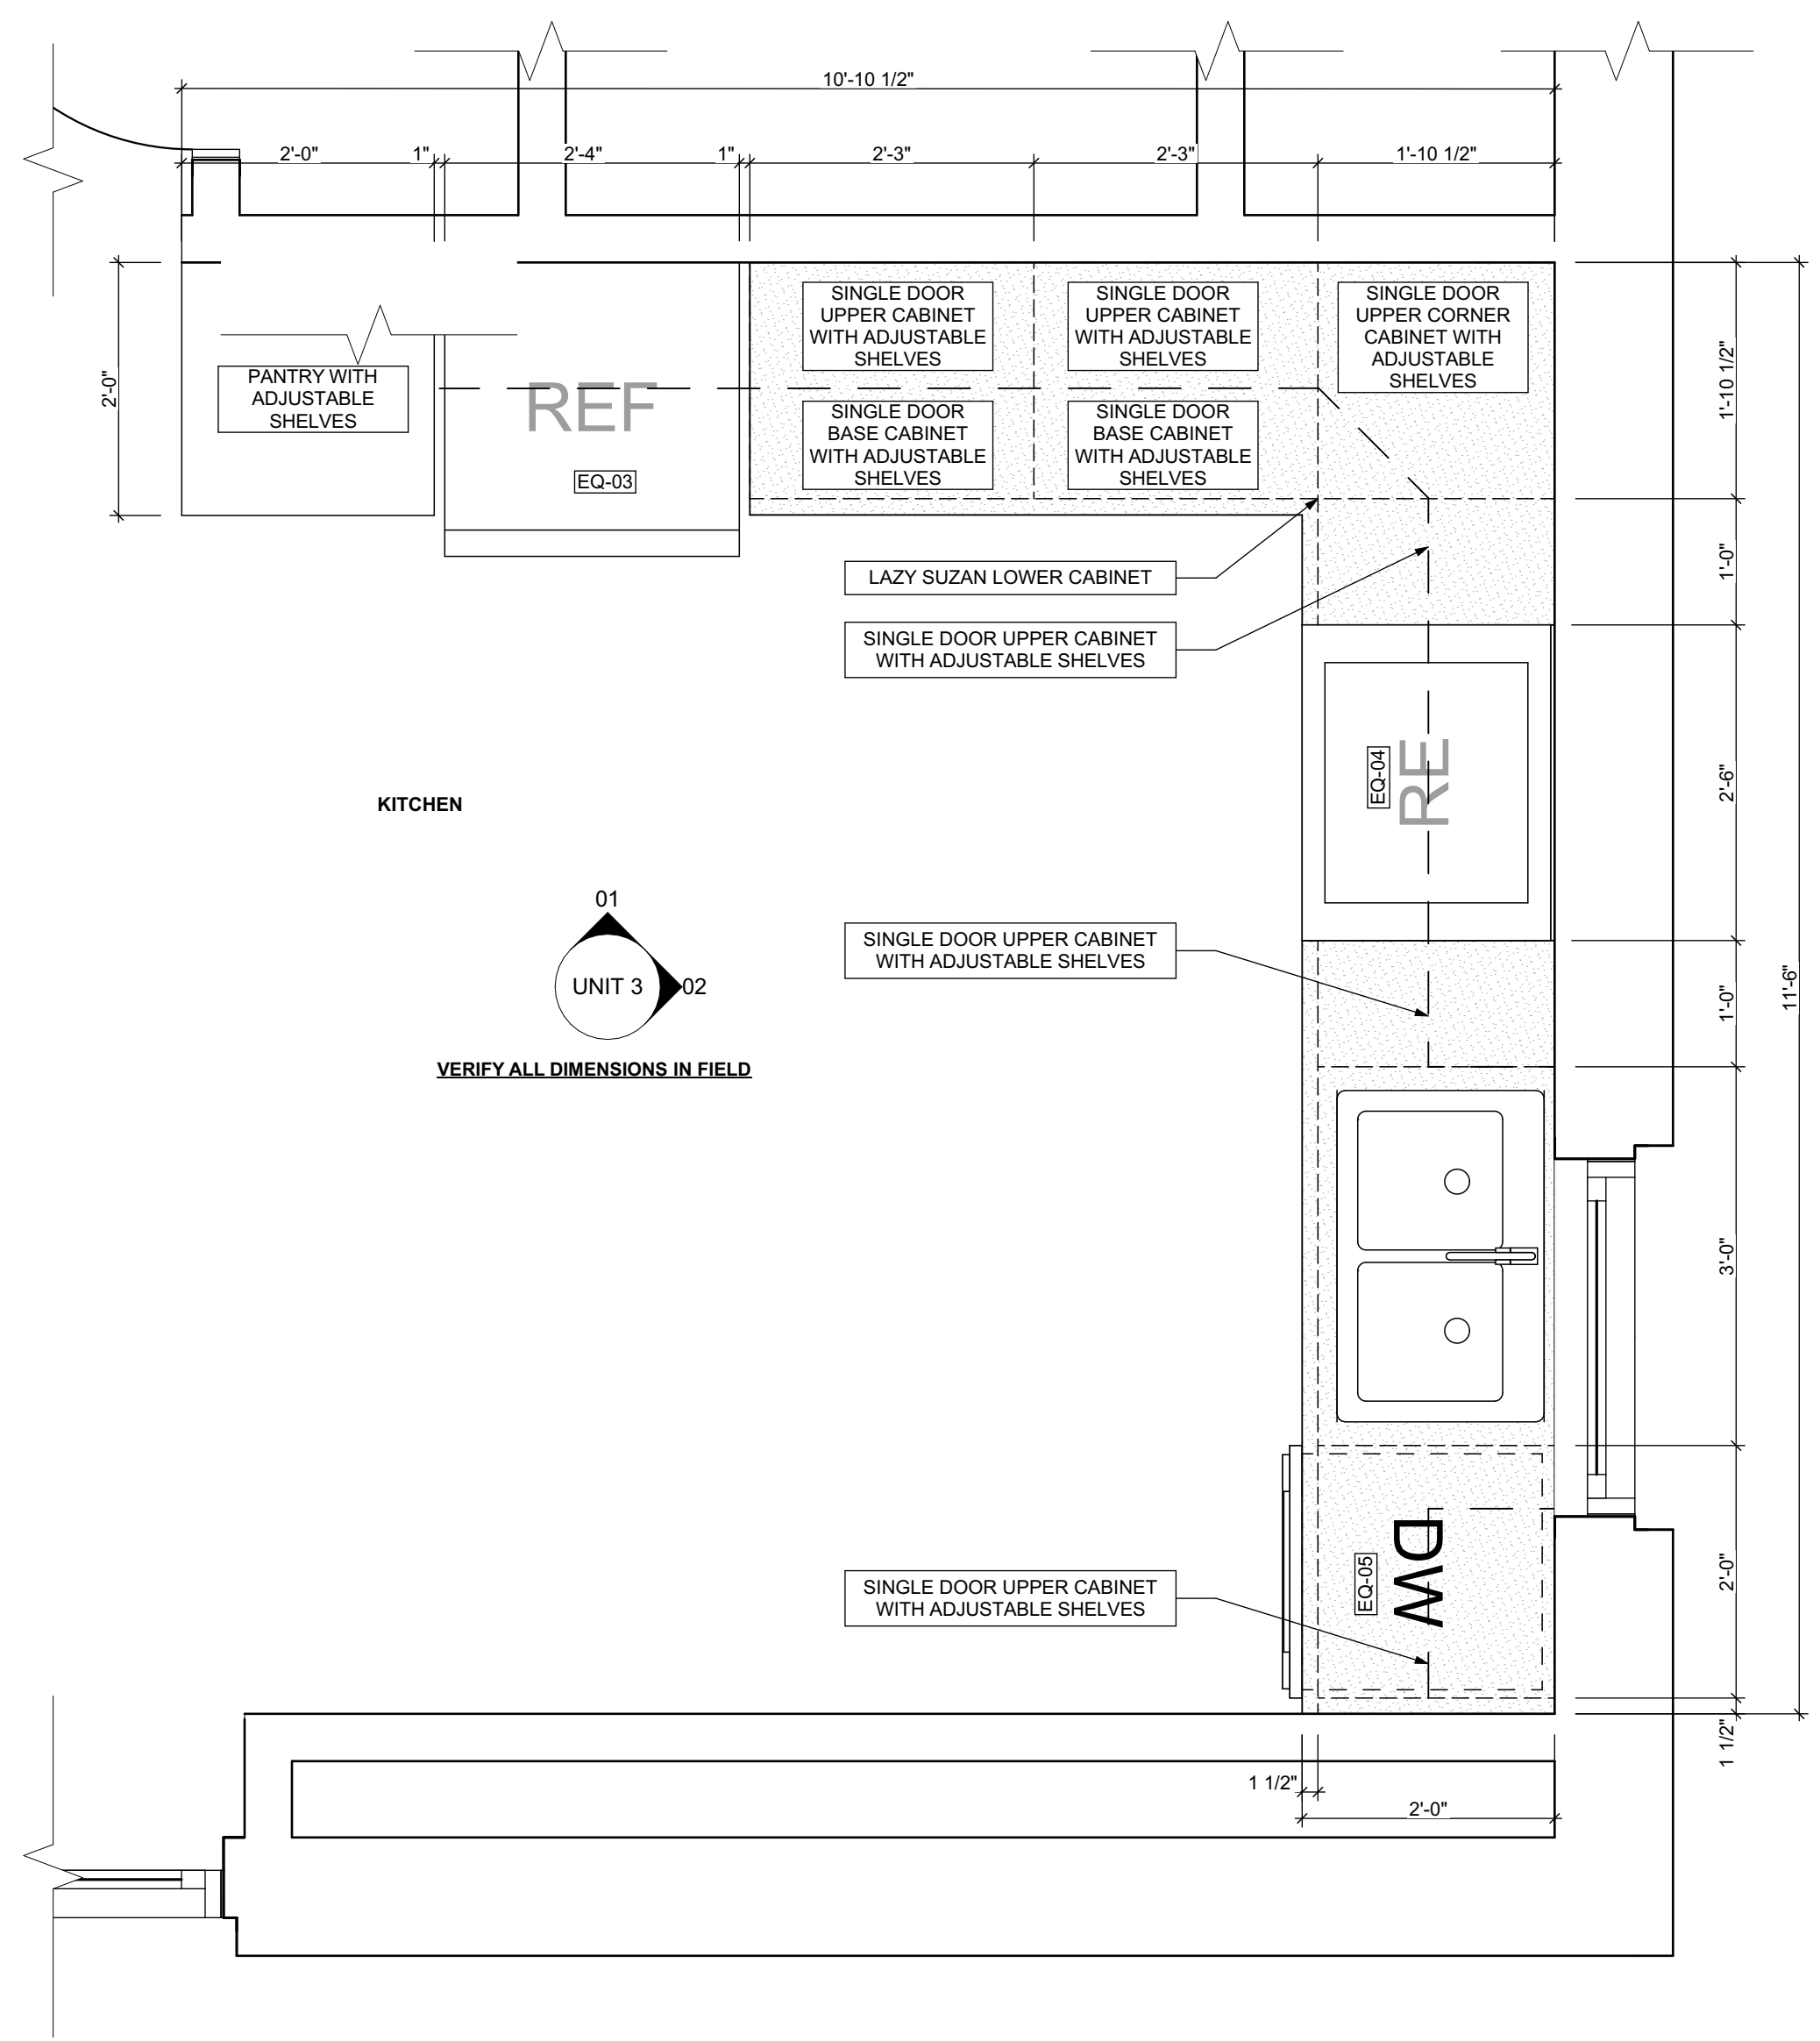 10'-10 1/2"
2'-0"
1"
2'-4"
1"
2'-3"
2'-3"
1'-10 1/2"
2'-0"
PANTRY WITH
ADJUSTABLE
SHELVES
REF
EQ-03
SINGLE DOOR
UPPER CABINET
WITH ADJUSTABLE
SHELVES
SINGLE DOOR
UPPER CABINET
WITH ADJUSTABLE
SHELVES
SINGLE DOOR
UPPER CORNER
CABINET WITH
ADJUSTABLE
SHELVES
SINGLE DOOR
BASE CABINET
WITH ADJUSTABLE
SHELVES
SINGLE DOOR
BASE CABINET
WITH ADJUSTABLE
SHELVES
1'-10 1/2"
LAZY SUZAN LOWER CABINET
1'-0"
SINGLE DOOR UPPER CABINET
WITH ADJUSTABLE SHELVES
EQ-04
RE
2'-6"
KITCHEN
01
UNIT 3
02
VERIFY ALL DIMENSIONS IN FIELD
SINGLE DOOR UPPER CABINET
WITH ADJUSTABLE SHELVES
1'-0"
11'-6"
3'-0"
SINGLE DOOR UPPER CABINET
WITH ADJUSTABLE SHELVES
EQ-05
DW
2'-0"
1 1/2"
1 1/2"
2'-0"